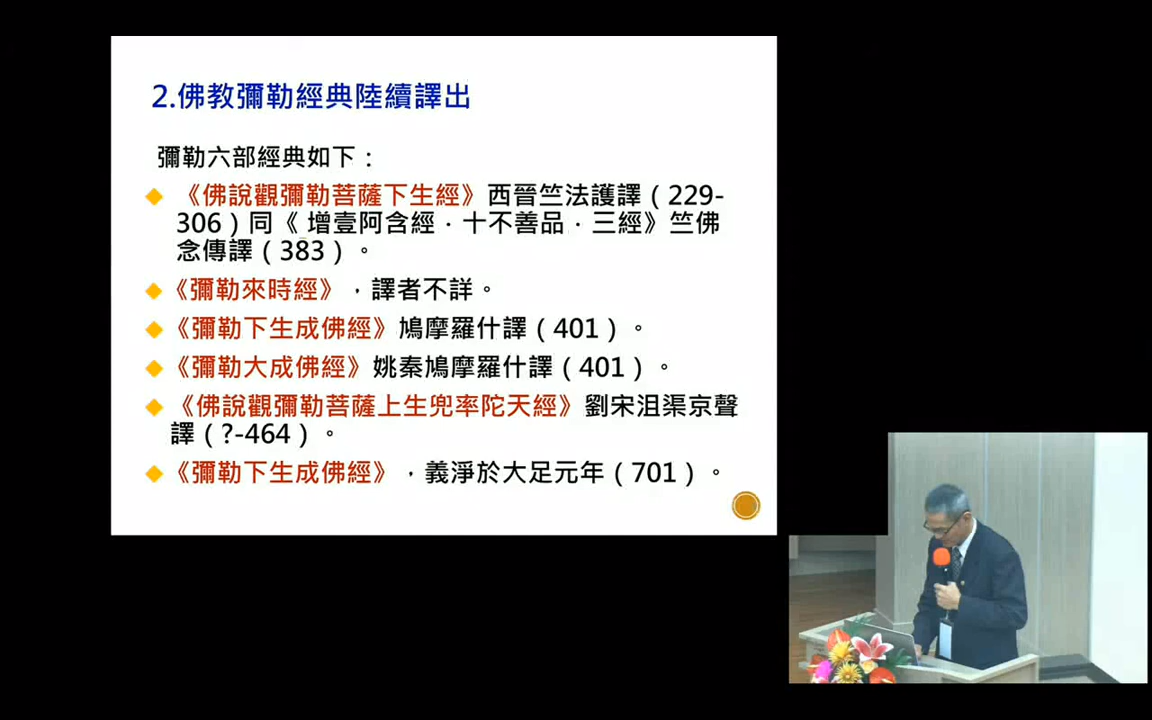 2.佛教彌勒經典陸續譯出
彌勒六部經典如下：
《佛說觀彌勒菩薩下生經》西晉竺法護譯（229-
306）同《 增壹阿含經．十不善品．三經》竺佛
念傳譯（383）。
《彌勒來時經》，譯者不詳。
《彌勒下生成佛經》鳩摩羅什譯（401）。
《彌勒大成佛經》姚秦鳩摩羅什譯（401）。
《佛說觀彌勒菩薩上生兜率陀天經》劉宋沮渠京聲
譯（?-464）。
《彌勒下生成佛經》，義淨於大足元年（701）。